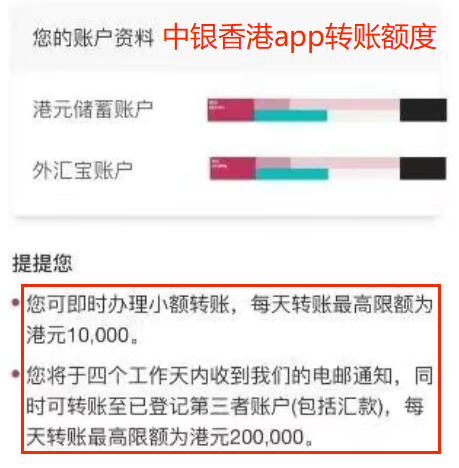 您的账户资料 中银香港app转账额度
港元储蓄账户
外汇宝账户
提提您
您可即时办理小额转账，每天转账最高限额为
港元10,000。
您将于四个工作天内收到我们的电邮通知，同
时可转账至已登记第三者账户(包括汇款)，每
天转账最高限额为港元200,000。